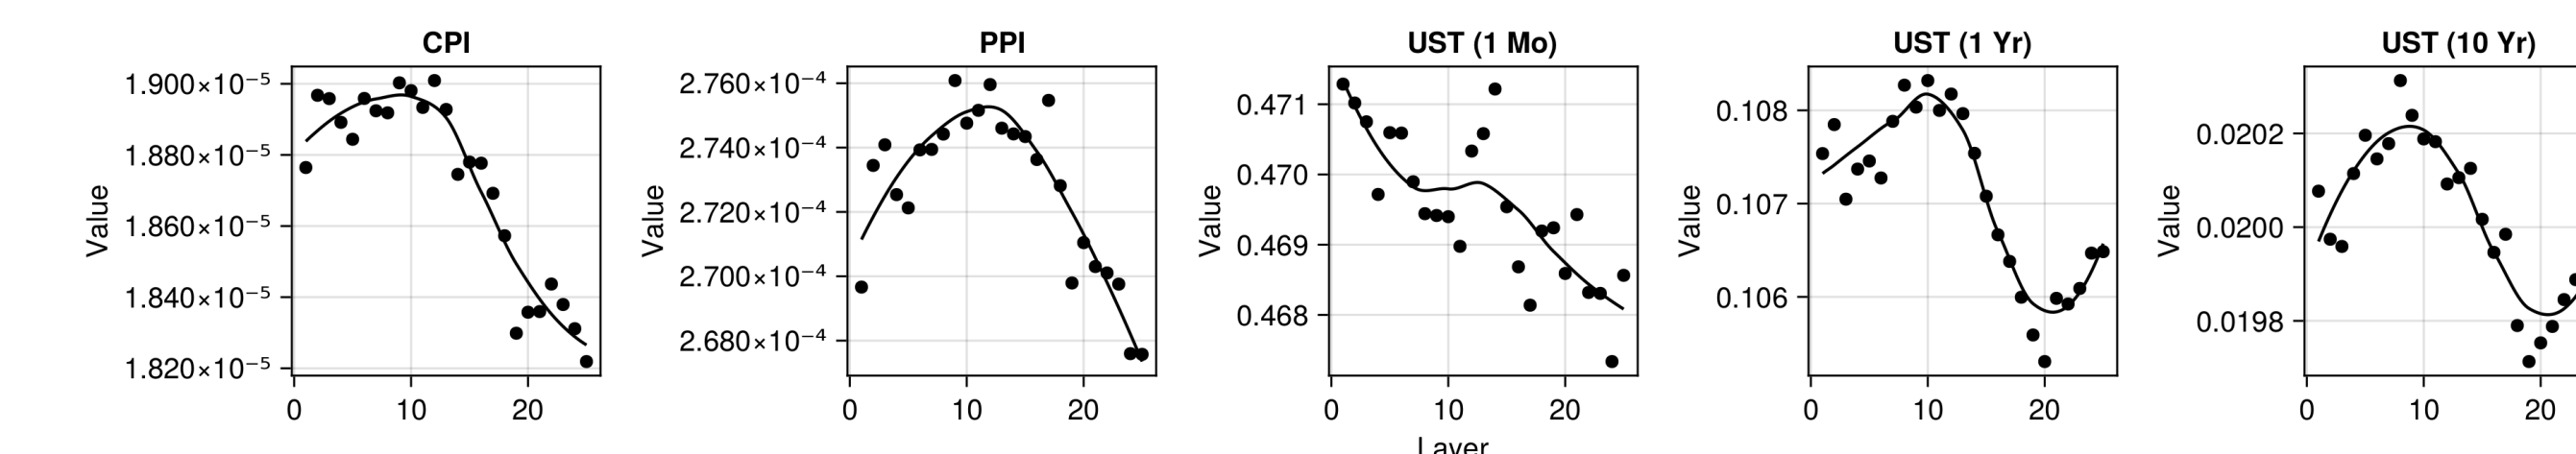 CPI
Value
1.900×10⁻⁵
1.880×10⁻⁵
1.860×10⁻⁵
1.840×10⁻⁵
1.820×10⁻⁵
0 10 20
PPI
Value
2.760×10⁻⁴
2.740×10⁻⁴
2.720×10⁻⁴
2.700×10⁻⁴
2.680×10⁻⁴
0 10 20
UST (1 Mo)
Value
0.471
0.470
0.469
0.468
0 10 20
Layer
UST (1 Yr)
Value
0.108
0.107
0.106
0 10 20
UST (10 Yr)
Value
0.0202
0.0200
0.0198
0 10 20